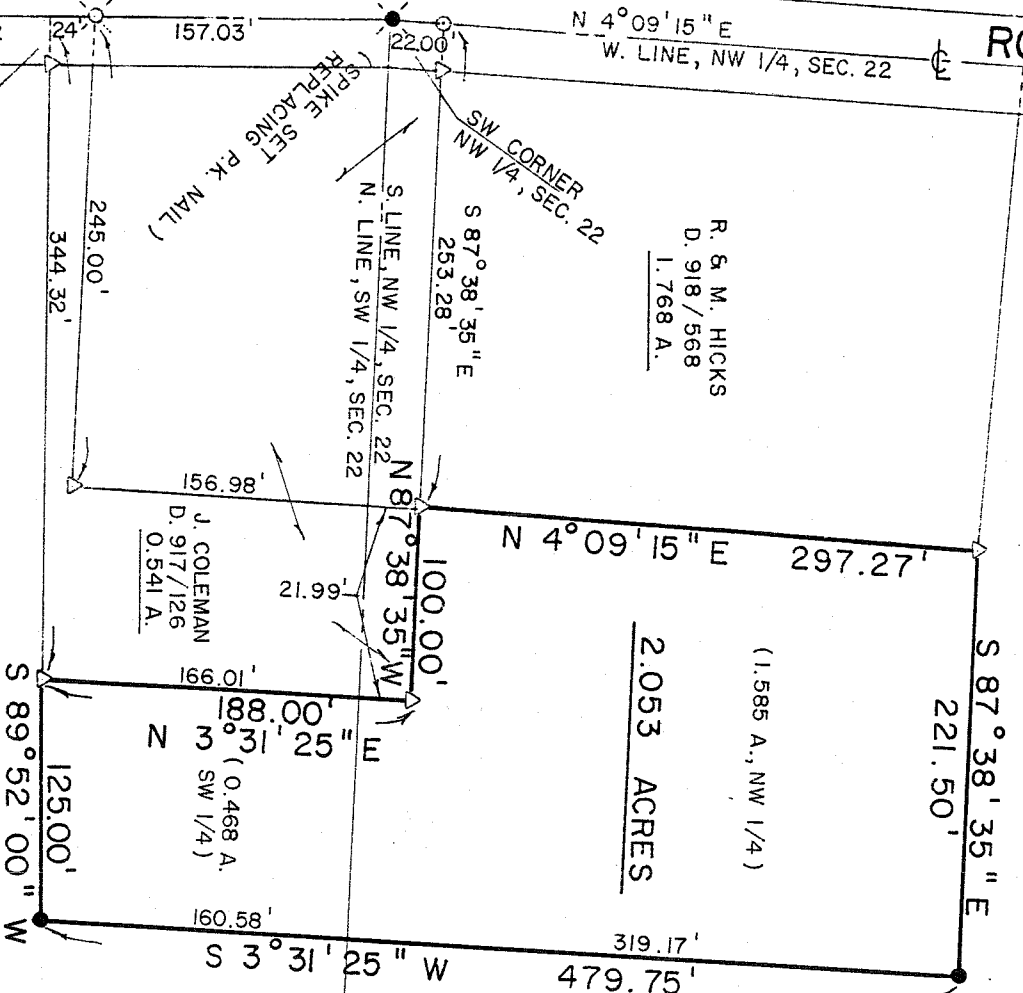 24'
157.03'
22.00'
N 4°09'15"E
W. LINE, NW 1/4, SEC. 22
℄
(SPIKE SET
REPLACING P.K. NAIL)
SW CORNER
NW 1/4, SEC. 22
245.00'
344.32'
S. LINE, NW 1/4, SEC. 22
N. LINE, SW 1/4, SEC. 22
S 87°38'35"E
253.28'
R. & M. HICKS
D. 918/568
1.768 A.
156.98'
J. COLEMAN
D. 917/126
0.541 A.
21.99'
N 87°38'35"W
100.00'
N 4°09'15"E 297.27'
S 87°38'35"E
221.50'
2.053 ACRES
(1.585 A., NW 1/4)
166.01'
188.00'
N 3°31'25"E
(0.468 A.
SW 1/4)
S 89°52'00"W
125.00'
160.58'
319.17'
S 3°31'25"W
479.75'